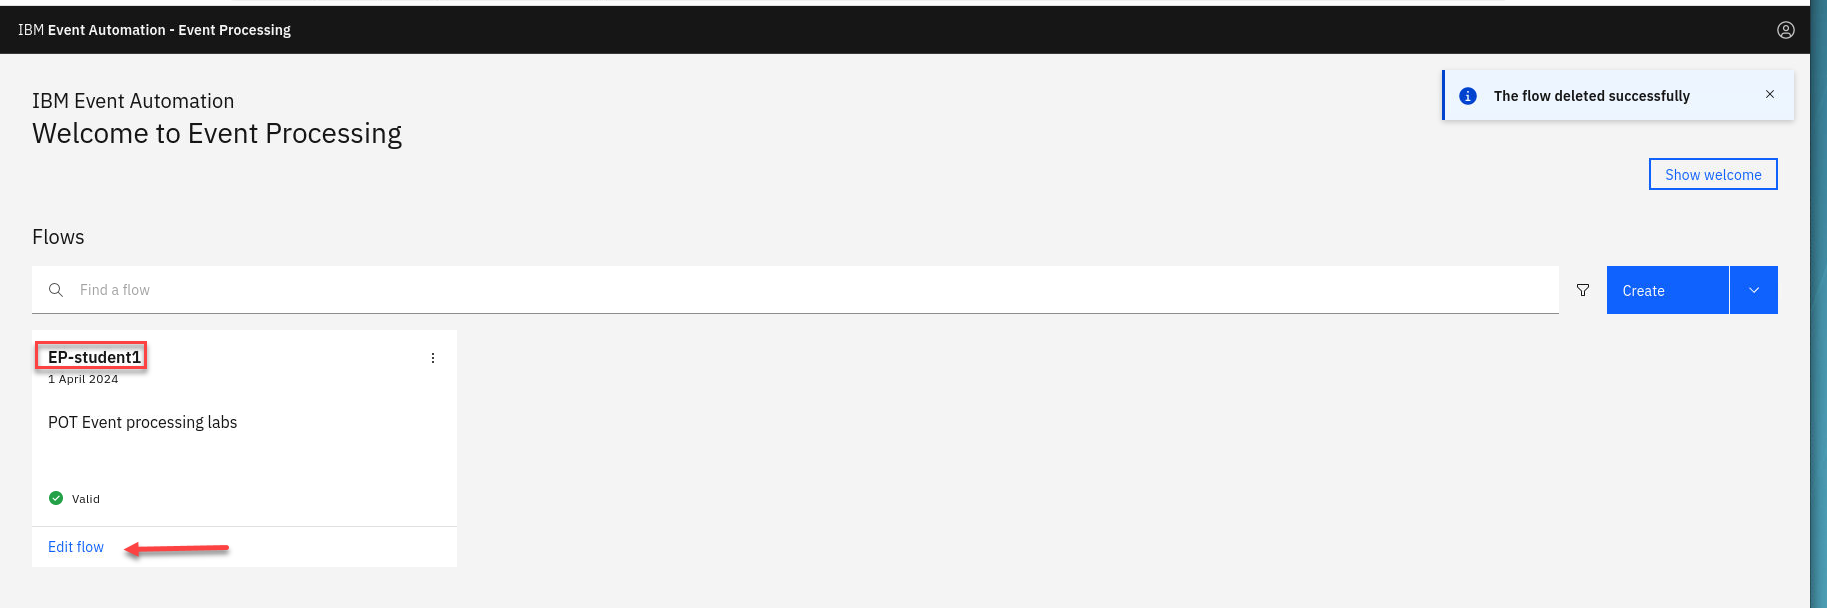 IBM Event Automation - Event Processing
The flow deleted successfully
IBM Event Automation
Welcome to Event Processing
Show welcome
Flows
Find a flow
Create
EP-student1
1 April 2024
POT Event processing labs
Valid
Edit flow